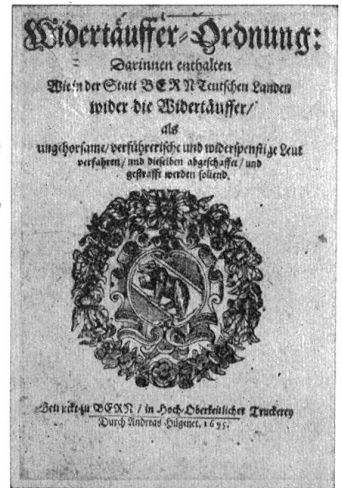 Widertäuffer-Ordnung:
Darinnen enthalten
Wie in der Statt BERN Teutschen Landen
wider die Widertäuffer/
als
ungehorsame/ verführerische und widerspenstige Leut
verfahren/ und dieselben abgeschaffet/ und
gestrafft werden sollend.
Getruckt zu BERN / in Hoch-Oberkeitlicher Truckerey
Durch Andreas Hügenet, 1695.